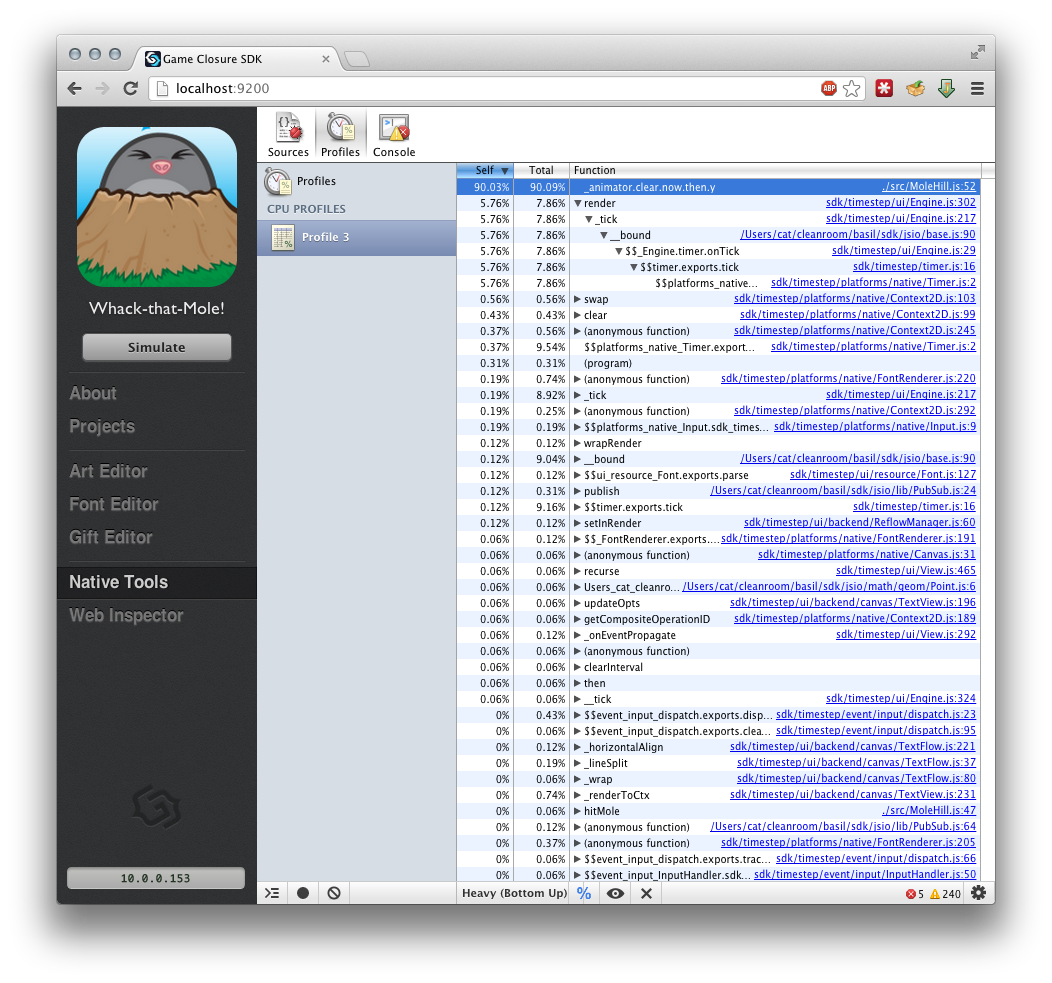 Game Closure SDK
localhost:9200
ABP
Sources Profiles Console
Whack-that-Mole!
Simulate
About
Projects
Art Editor
Font Editor
Gift Editor
Native Tools
Web Inspector
10.0.0.153
Profiles
CPU PROFILES
Profile 3
Self Total Function
90.03% 90.09% _animator.clear.now.then.y ./src/MoleHill.js:52
5.76% 7.86% render sdk/timestep/ui/Engine.js:302
5.76% 7.86% _tick sdk/timestep/ui/Engine.js:217
5.76% 7.86% __bound /Users/cat/cleanroom/basil/sdk/jsio/base.js:90
5.76% 7.86% $$_Engine.timer.onTick sdk/timestep/ui/Engine.js:29
5.76% 7.86% $$timer.exports.tick sdk/timestep/timer.js:16
5.76% 7.86% $$platforms_native... sdk/timestep/platforms/native/Timer.js:2
0.56% 0.56% swap sdk/timestep/platforms/native/Context2D.js:103
0.43% 0.43% clear sdk/timestep/platforms/native/Context2D.js:99
0.37% 0.56% (anonymous function) sdk/timestep/platforms/native/Context2D.js:245
0.37% 9.54% $$platforms_native_Timer.export... sdk/timestep/platforms/native/Timer.js:2
0.31% 0.31% (program)
0.19% 0.74% (anonymous function) sdk/timestep/platforms/native/FontRenderer.js:220
0.19% 8.92% _tick sdk/timestep/ui/Engine.js:217
0.19% 0.25% (anonymous function) sdk/timestep/platforms/native/Context2D.js:292
0.19% 0.19% $$platforms_native_Input.sdk_times... sdk/timestep/platforms/native/Input.js:9
0.12% 0.12% wrapRender
0.12% 9.04% __bound /Users/cat/cleanroom/basil/sdk/jsio/base.js:90
0.12% 0.12% $$ui_resource_Font.exports.parse sdk/timestep/ui/resource/Font.js:127
0.12% 0.31% publish /Users/cat/cleanroom/basil/sdk/jsio/lib/PubSub.js:24
0.12% 9.16% $$timer.exports.tick sdk/timestep/timer.js:16
0.12% 0.12% setInRender sdk/timestep/ui/backend/ReflowManager.js:60
0.06% 0.12% $$_FontRenderer.exports.... sdk/timestep/platforms/native/FontRenderer.js:191
0.06% 0.06% (anonymous function) sdk/timestep/platforms/native/Canvas.js:31
0.06% 0.06% recurse sdk/timestep/ui/View.js:465
0.06% 0.06% Users_cat_cleanro... /Users/cat/cleanroom/basil/sdk/jsio/math/geom/Point.js:6
0.06% 0.06% updateOpts sdk/timestep/ui/backend/canvas/TextView.js:196
0.06% 0.06% getCompositeOperationID sdk/timestep/platforms/native/Context2D.js:189
0.06% 0.12% _onEventPropagate sdk/timestep/ui/View.js:292
0.06% 0.06% (anonymous function)
0.06% 0.06% clearInterval
0.06% 0.06% then
0.06% 0.06% __tick sdk/timestep/ui/Engine.js:324
0% 0.43% $$event_input_dispatch.exports.disp... sdk/timestep/event/input/dispatch.js:23
0% 0.06% $$event_input_dispatch.exports.clea... sdk/timestep/event/input/dispatch.js:95
0% 0.12% _horizontalAlign sdk/timestep/ui/backend/canvas/TextFlow.js:221
0% 0.19% _lineSplit sdk/timestep/ui/backend/canvas/TextFlow.js:37
0% 0.06% _wrap sdk/timestep/ui/backend/canvas/TextFlow.js:80
0% 0.74% _renderToCtx sdk/timestep/ui/backend/canvas/TextView.js:231
0% 0.06% hitMole ./src/MoleHill.js:47
0% 0.12% (anonymous function) /Users/cat/cleanroom/basil/sdk/jsio/lib/PubSub.js:64
0% 0.37% (anonymous function) sdk/timestep/platforms/native/FontRenderer.js:205
0% 0.06% $$event_input_dispatch.exports.trac... sdk/timestep/event/input/dispatch.js:66
0% 0.06% $$event_input_InputHandler.sdk... sdk/timestep/event/input/InputHandler.js:50
Heavy (Bottom Up) % 5 240